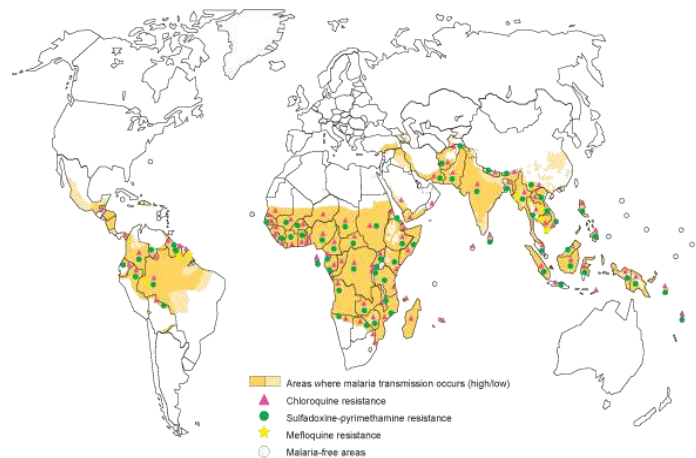 Areas where malaria transmission occurs (high/low)
Chloroquine resistance
Sulfadoxine-pyrimethamine resistance
Mefloquine resistance
Malaria-free areas